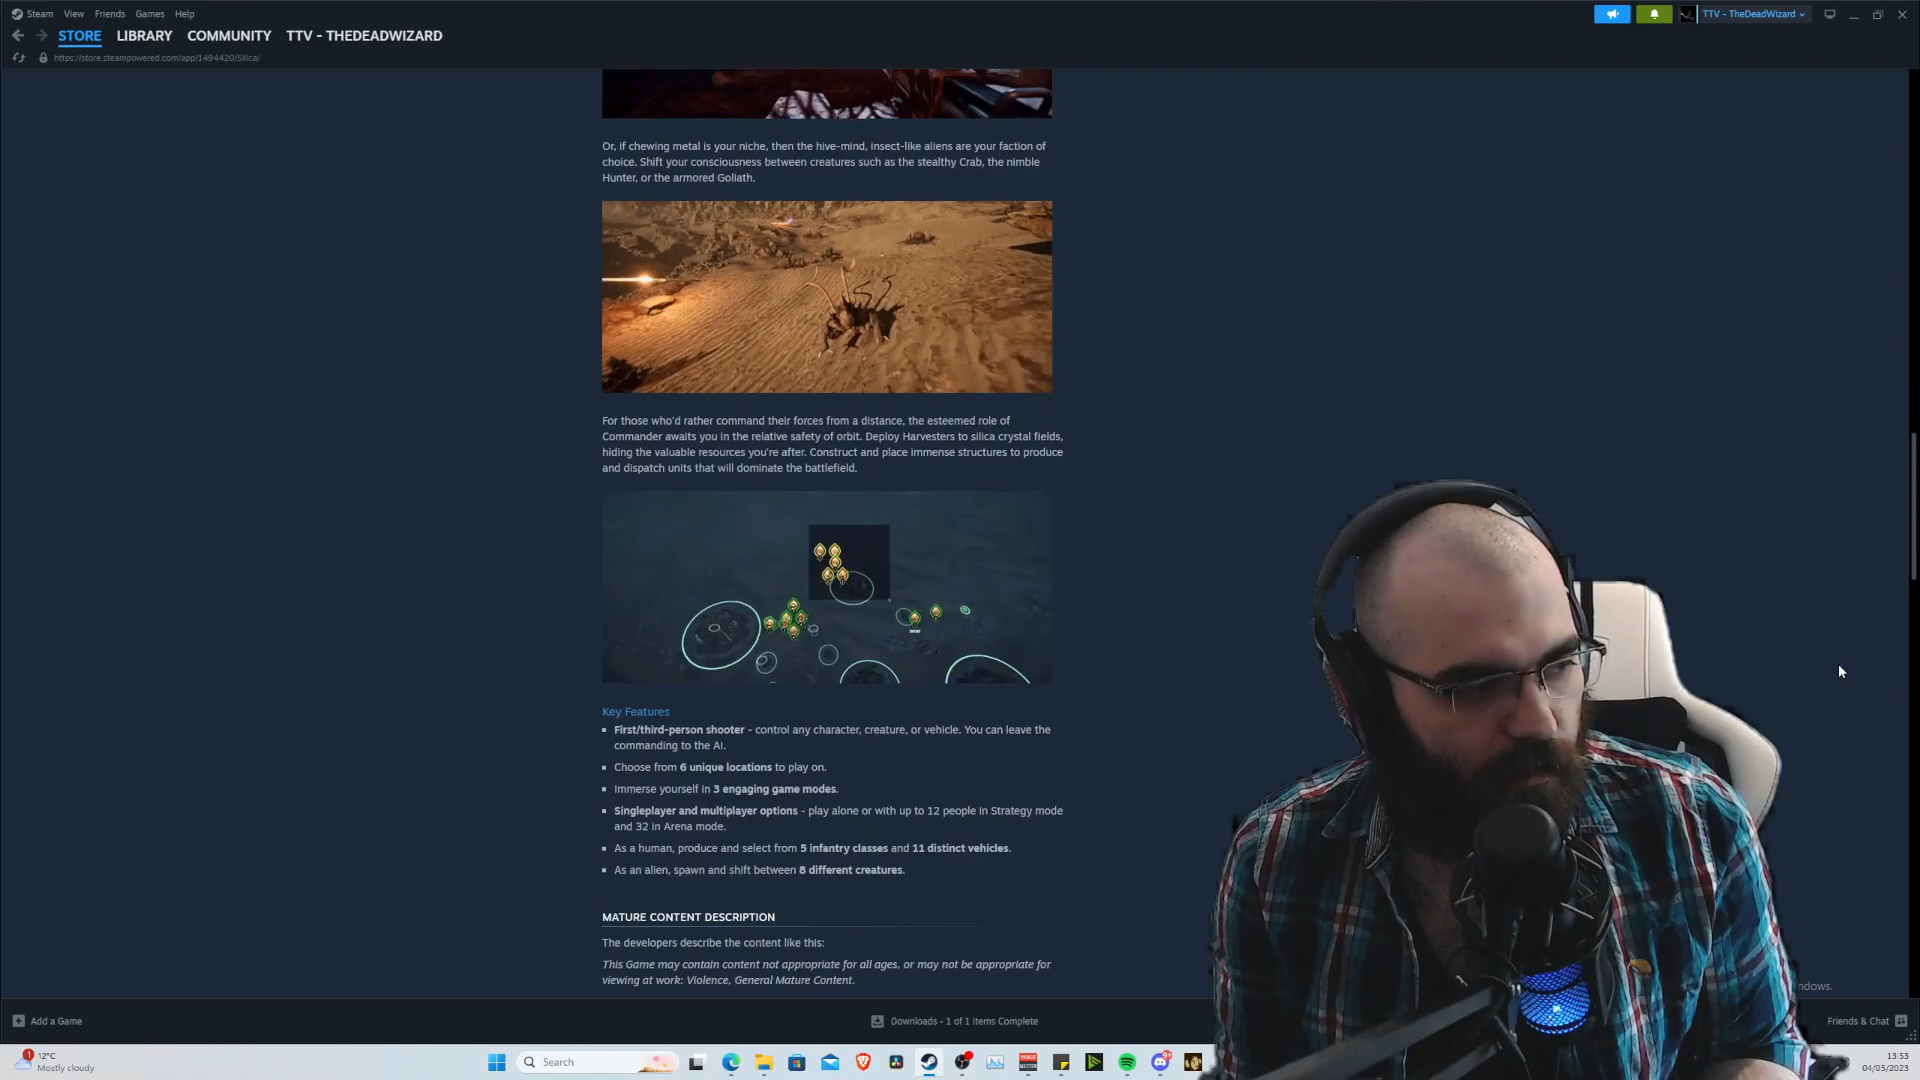 Steam View Friends Games Help
TTV - TheDeadWizard
STORE LIBRARY COMMUNITY TTV - THEDEADWIZARD
https://store.steampowered.com/app/1494420/Silica/
Or, if chewing metal is your niche, then the hive-mind, insect-like aliens are your faction of
choice. Shift your consciousness between creatures such as the stealthy Crab, the nimble
Hunter, or the armored Goliath.
For those who'd rather command their forces from a distance, the esteemed role of
Commander awaits you in the relative safety of orbit. Deploy Harvesters to silica crystal fields,
hiding the valuable resources you're after. Construct and place immense structures to produce
and dispatch units that will dominate the battlefield.
Key Features
First/third-person shooter - control any character, creature, or vehicle. You can leave the
commanding to the AI.
Choose from 6 unique locations to play on.
Immerse yourself in 3 engaging game modes.
Singleplayer and multiplayer options - play alone or with up to 12 people in Strategy mode
and 32 in Arena mode.
As a human, produce and select from 5 infantry classes and 11 distinct vehicles.
As an alien, spawn and shift between 8 different creatures.
MATURE CONTENT DESCRIPTION
The developers describe the content like this:
This Game may contain content not appropriate for all ages, or may not be appropriate for
viewing at work: Violence, General Mature Content.
ndows.
Add a Game
Downloads - 1 of 1 Items Complete
Friends & Chat
1
12°C
Mostly cloudy
Search
9+
13:53
04/05/2023